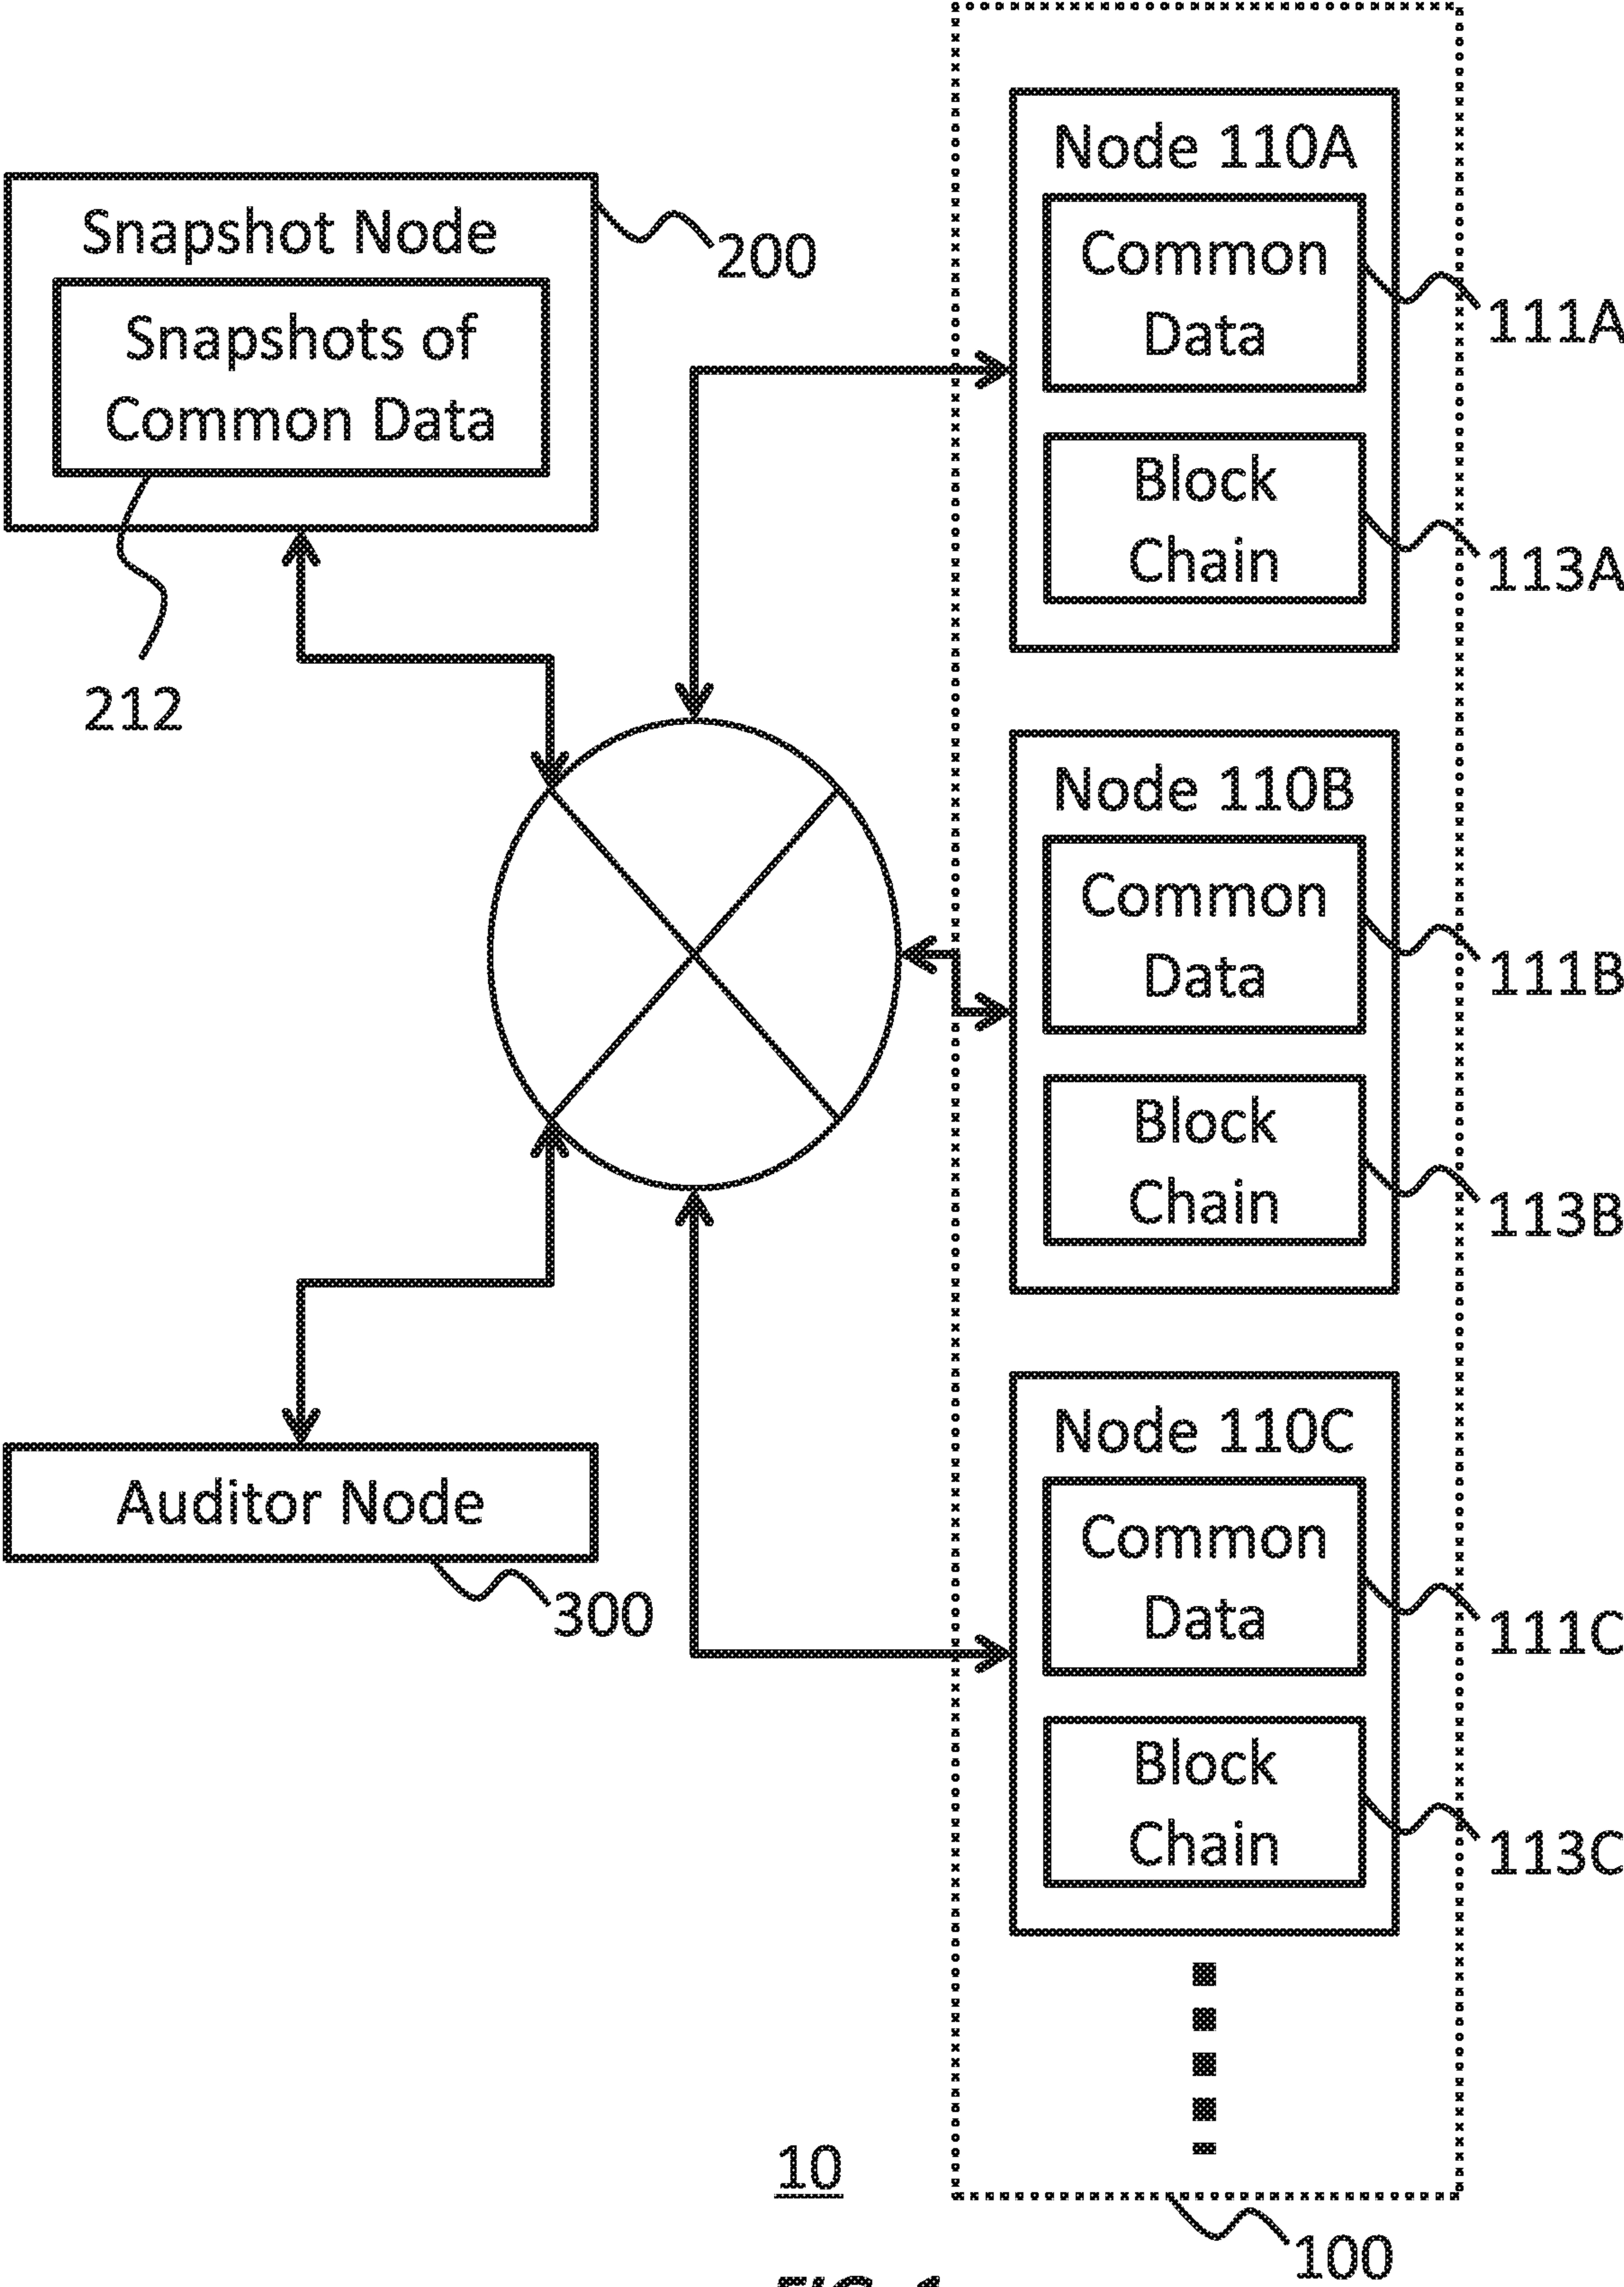 Node 110A
Common
Data
111A
Block
Chain
113A
Snapshot Node
200
Snapshots of
Common Data
212
Node 110B
Common
Data
111B
Block
Chain
113B
Auditor Node
300
Node 110C
Common
Data
111C
Block
Chain
113C
10
100